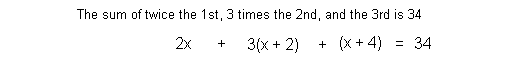 The sum of twice the 1st, 3 times the 2nd, and the 3rd is 34
2x + 3(x + 2) + (x + 4) = 34